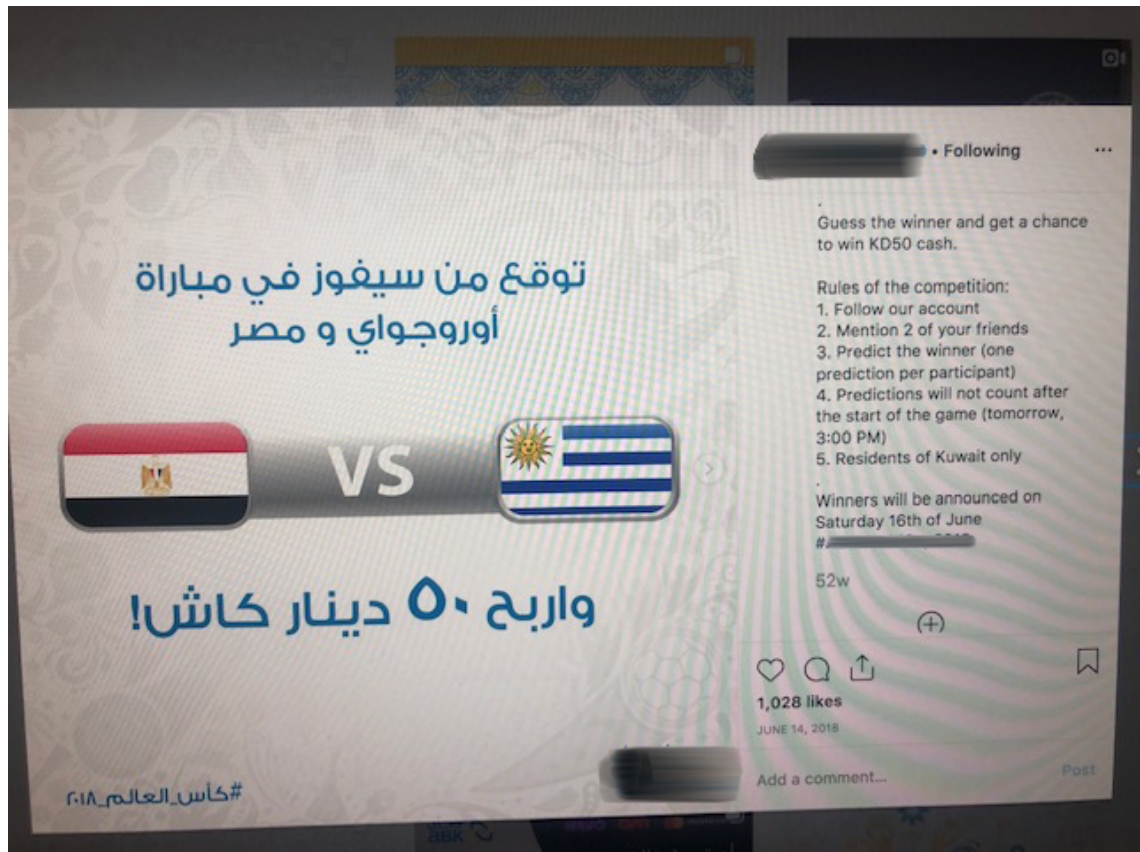 توقع من سيفوز في مباراة
أوروجواي و مصر
VS
واربح ٥٠ دينار كاش!
#كأس_العالم_٢٠١٨
• Following
...
.
Guess the winner and get a chance
to win KD50 cash.
Rules of the competition:
1. Follow our account
2. Mention 2 of your friends
3. Predict the winner (one
prediction per participant)
4. Predictions will not count after
the start of the game (tomorrow,
3:00 PM)
5. Residents of Kuwait only
.
Winners will be announced on
Saturday 16th of June
#
52w
1,028 likes
JUNE 14, 2018
Add a comment...
Post